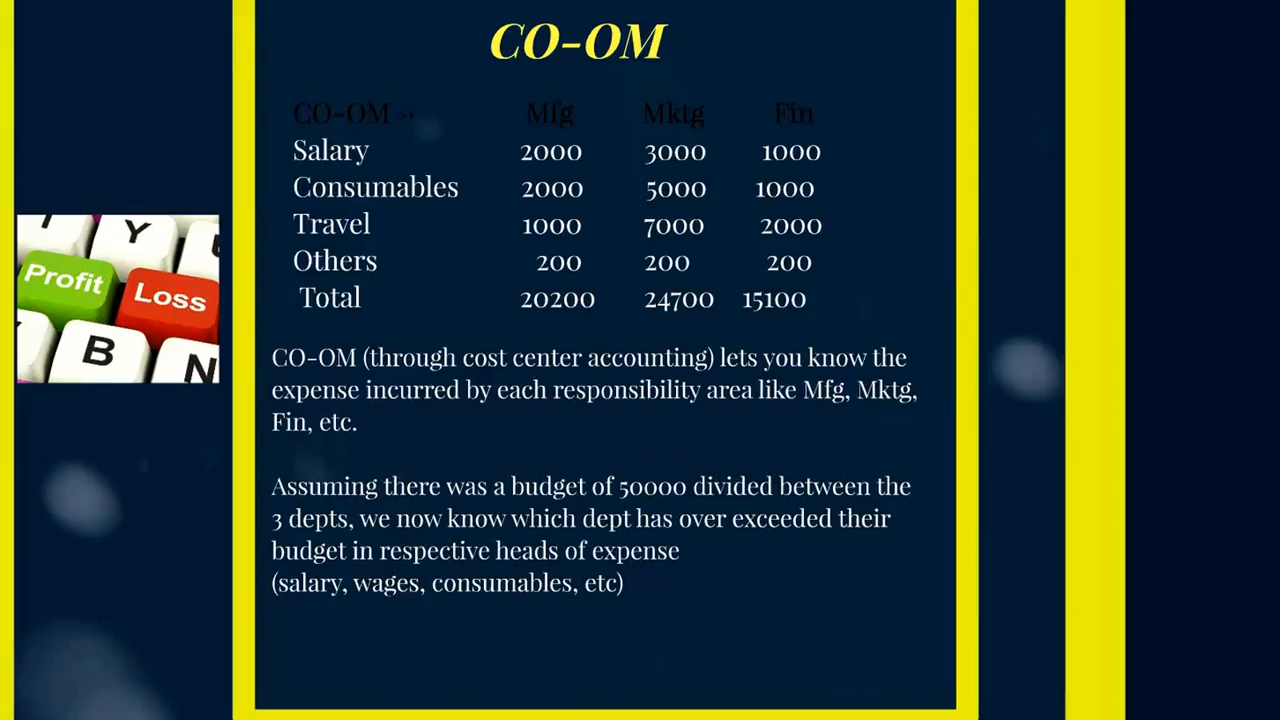 CO-OM
CO-OM Mfg Mktg Fin
Salary 2000 3000 1000
Consumables 2000 5000 1000
Travel 1000 7000 2000
Others 200 200 200
Total 20200 24700 15100
CO-OM (through cost center accounting) lets you know the
expense incurred by each responsibility area like Mfg, Mktg,
Fin, etc.
Assuming there was a budget of 50000 divided between the
3 depts, we now know which dept has over exceeded their
budget in respective heads of expense
(salary, wages, consumables, etc)
Y
Profit
Loss
B
N